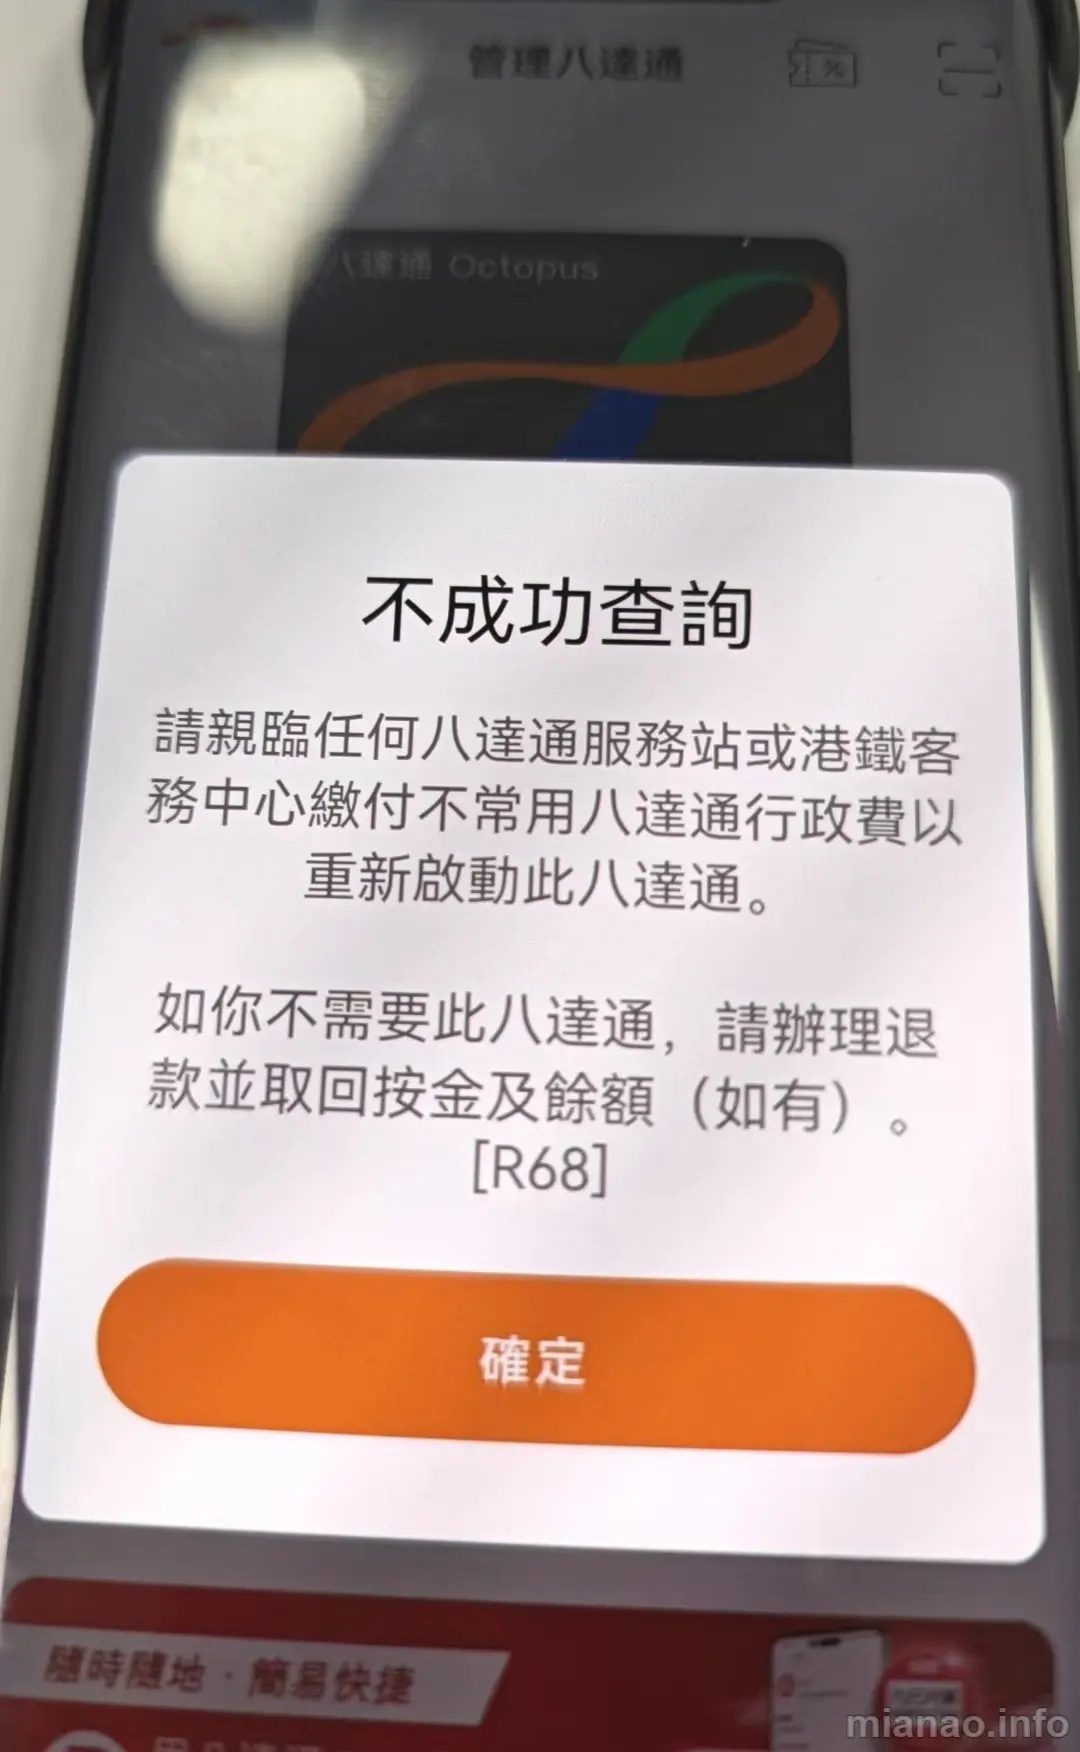 管理八達通
八達通 Octopus
不成功查詢
請親臨任何八達通服務站或港鐵客
務中心繳付不常用八達通行政費以
重新啟動此八達通。
如你不需要此八達通，請辦理退
款並取回按金及餘額（如有）。
[R68]
確定
隨時隨地·簡易快捷
mianao.info